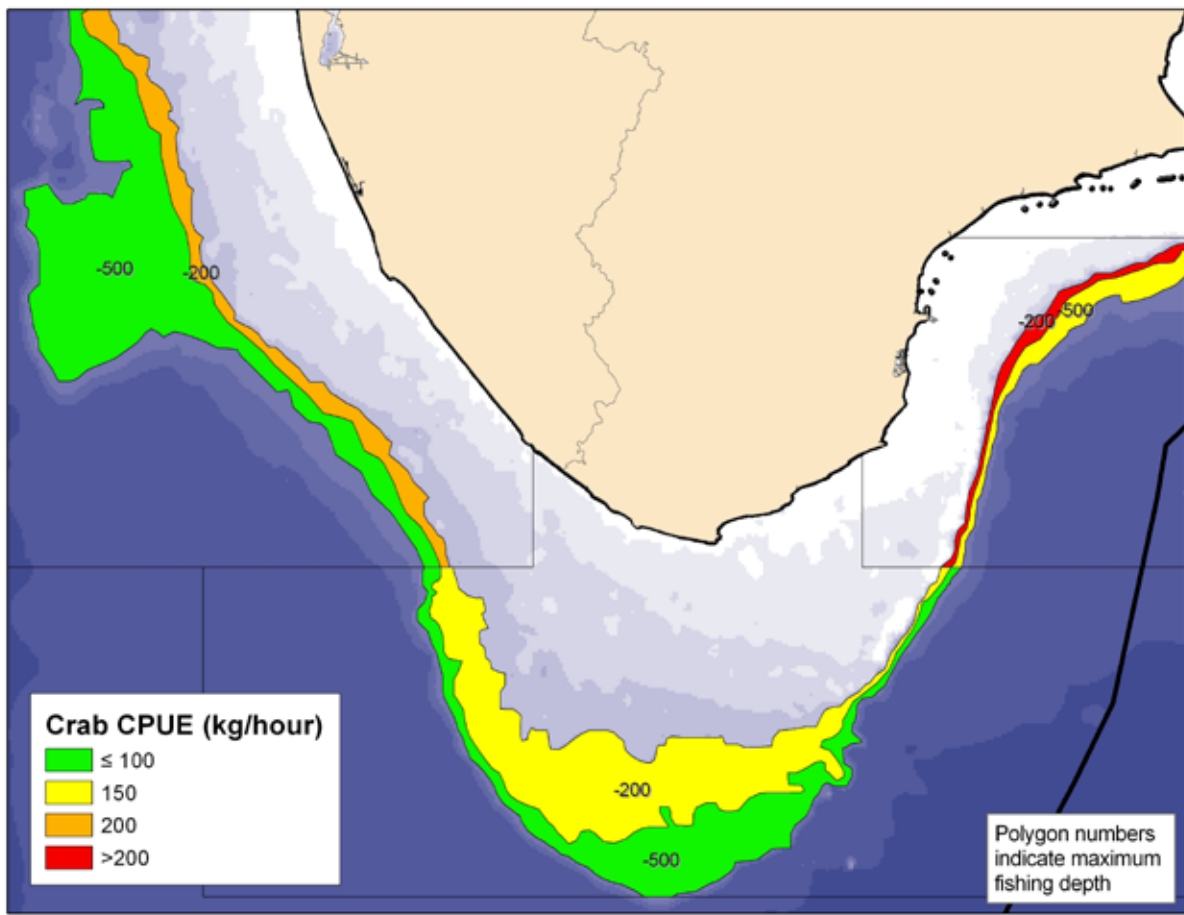 -500
-200
-500
-200
Crab CPUE (kg/hour)
≤ 100
150
200
>200
-200
-500
Polygon numbers
indicate maximum
fishing depth